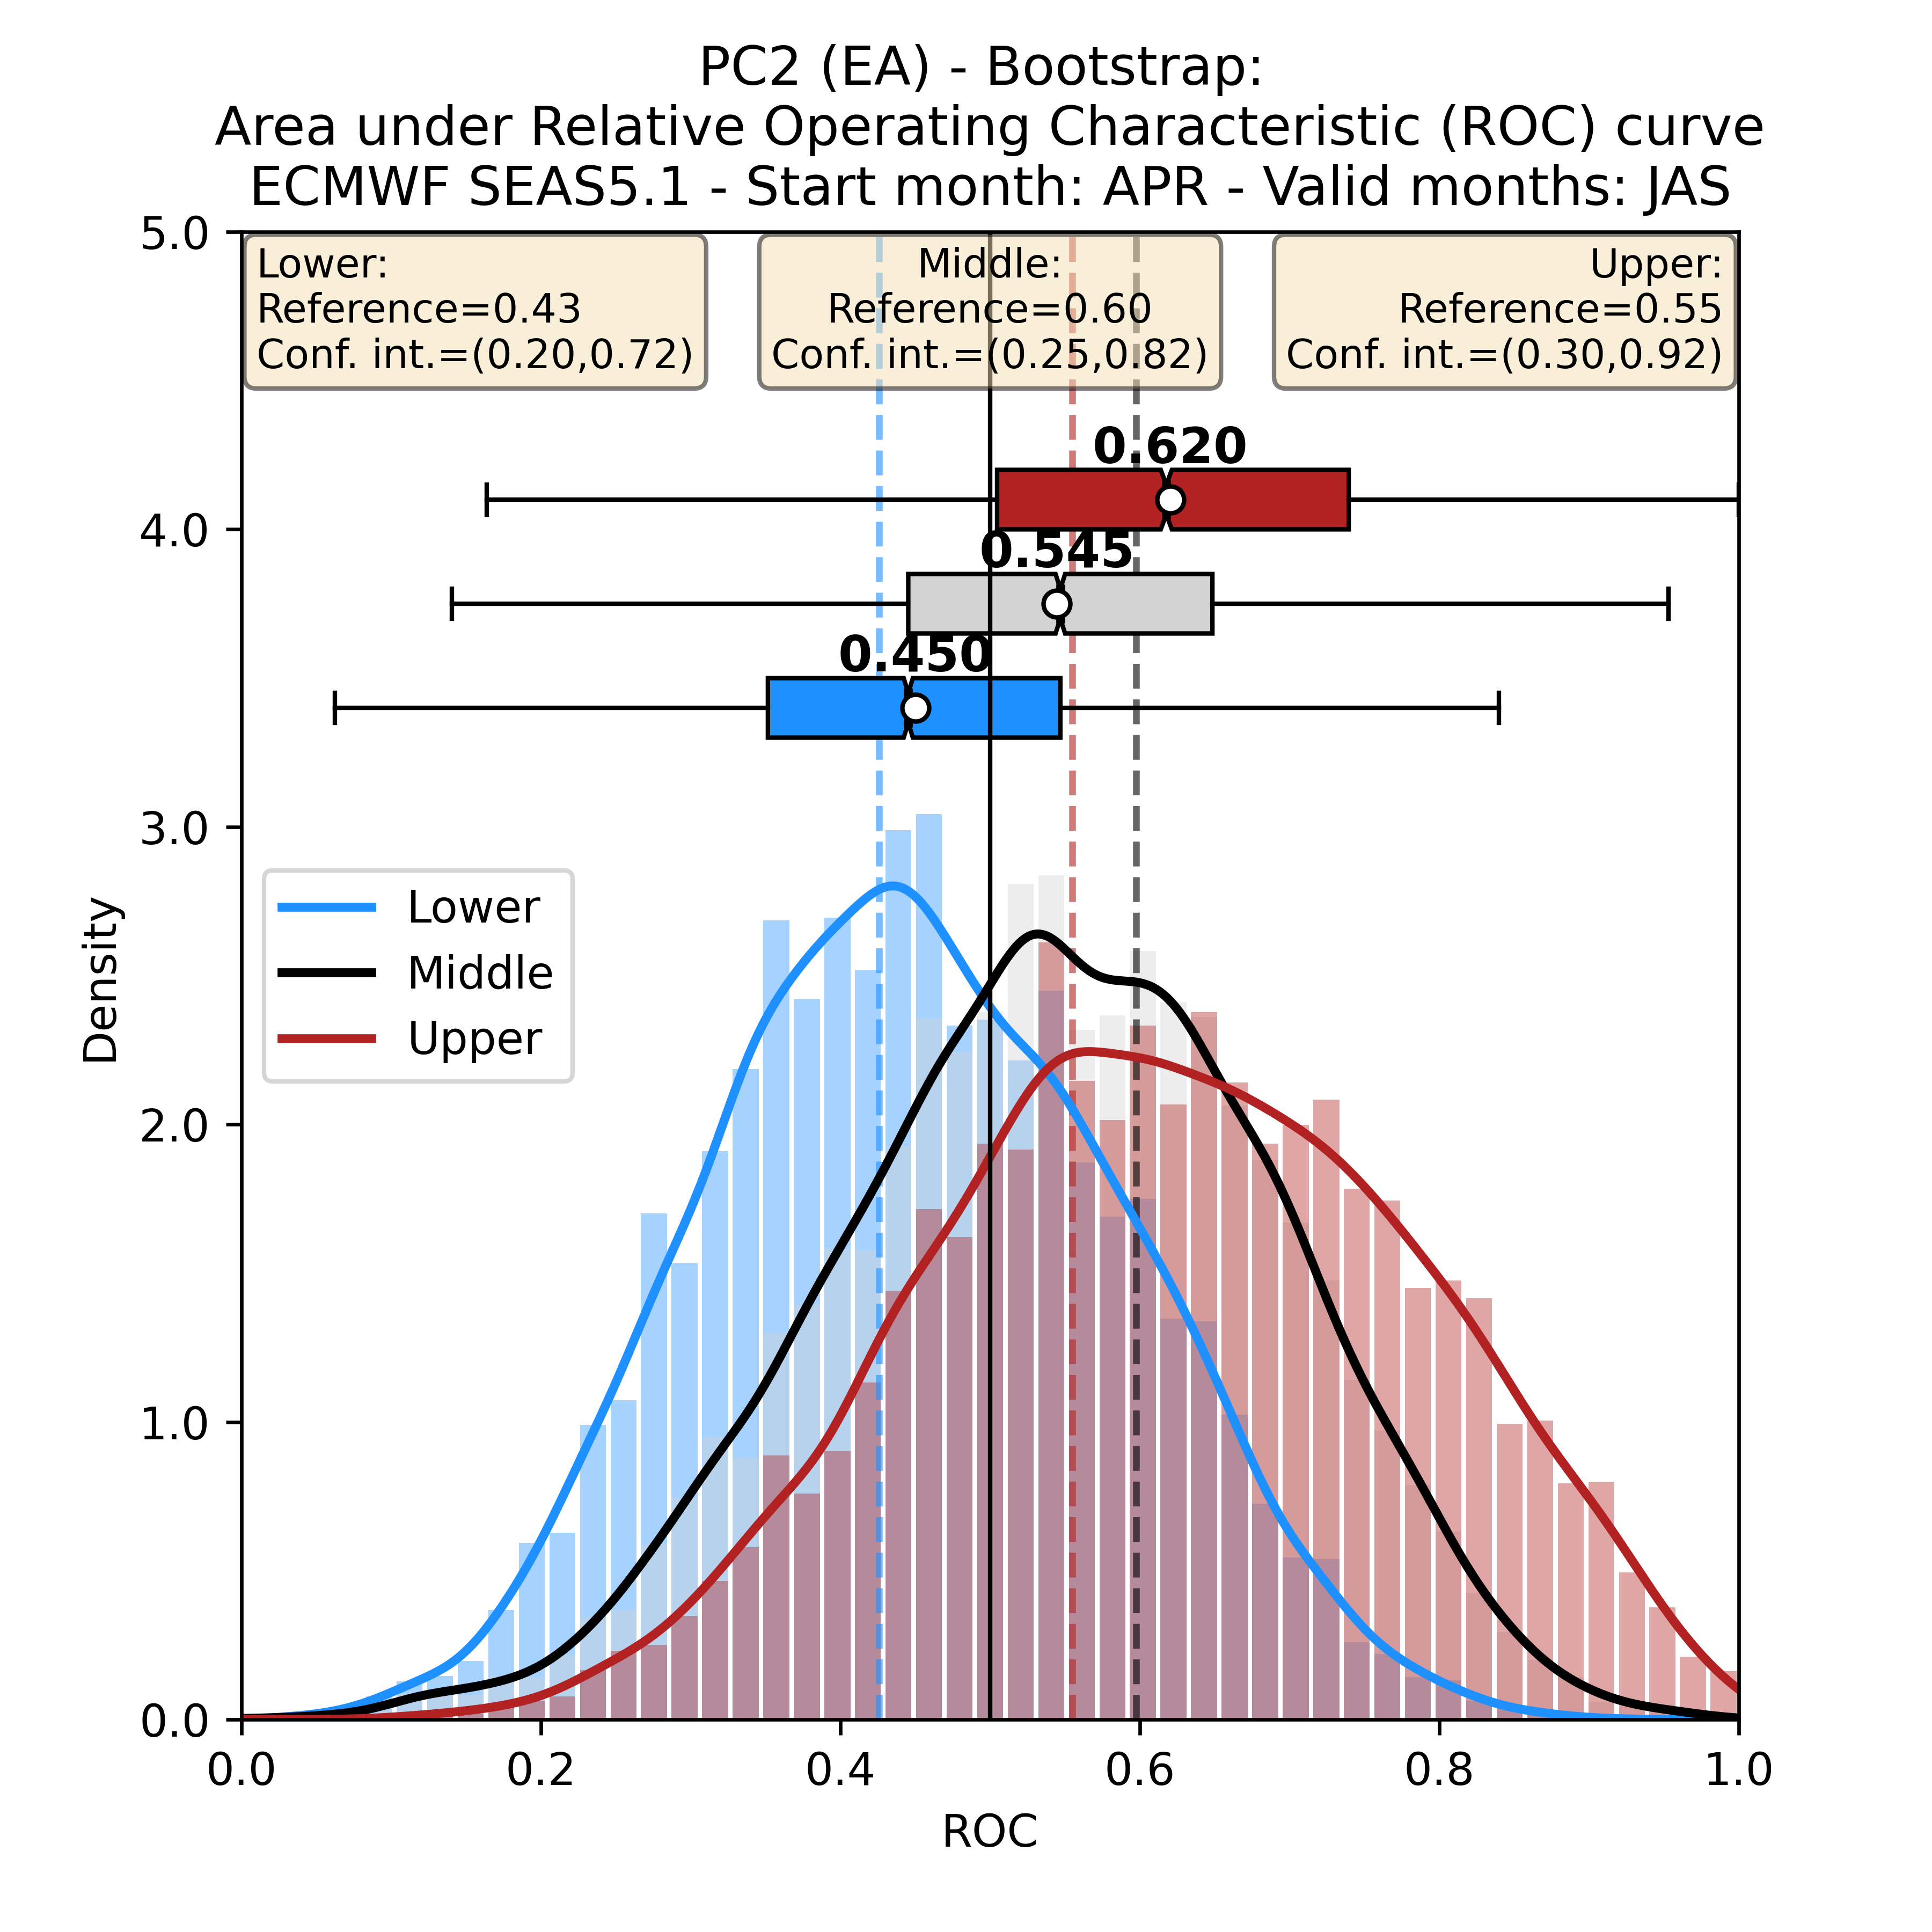 PC2 (EA) - Bootstrap:
Area under Relative Operating Characteristic (ROC) curve
ECMWF SEAS5.1 - Start month: APR - Valid months: JAS
5.0
Lower:
Reference=0.43
Conf. int.=(0.20,0.72)
Middle:
Reference=0.60
Conf. int.=(0.25,0.82)
Upper:
Reference=0.55
Conf. int.=(0.30,0.92)
0.620
4.0
0.545
0.450
3.0
Lower
Middle
Upper
Density
2.0
1.0
0.0
0.0 0.2 0.4 0.6 0.8 1.0
ROC